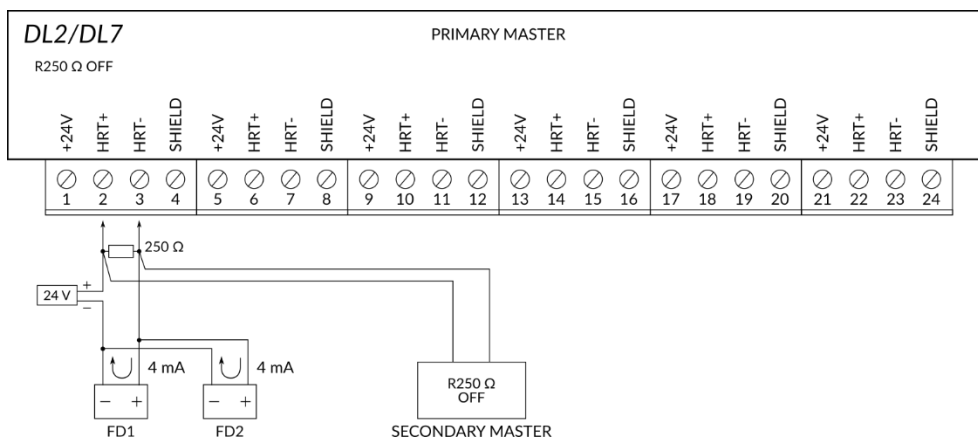 DL2/DL7
PRIMARY MASTER
R250 Ω OFF
+24V HRT+ HRT- SHIELD +24V HRT+ HRT- SHIELD +24V HRT+ HRT- SHIELD +24V HRT+ HRT- SHIELD +24V HRT+ HRT- SHIELD +24V HRT+ HRT- SHIELD
1 2 3 4 5 6 7 8 9 10 11 12 13 14 15 16 17 18 19 20 21 22 23 24
250 Ω
+
24 V
−
4 mA 4 mA
R250 Ω
OFF
− + − +
FD1 FD2 SECONDARY MASTER